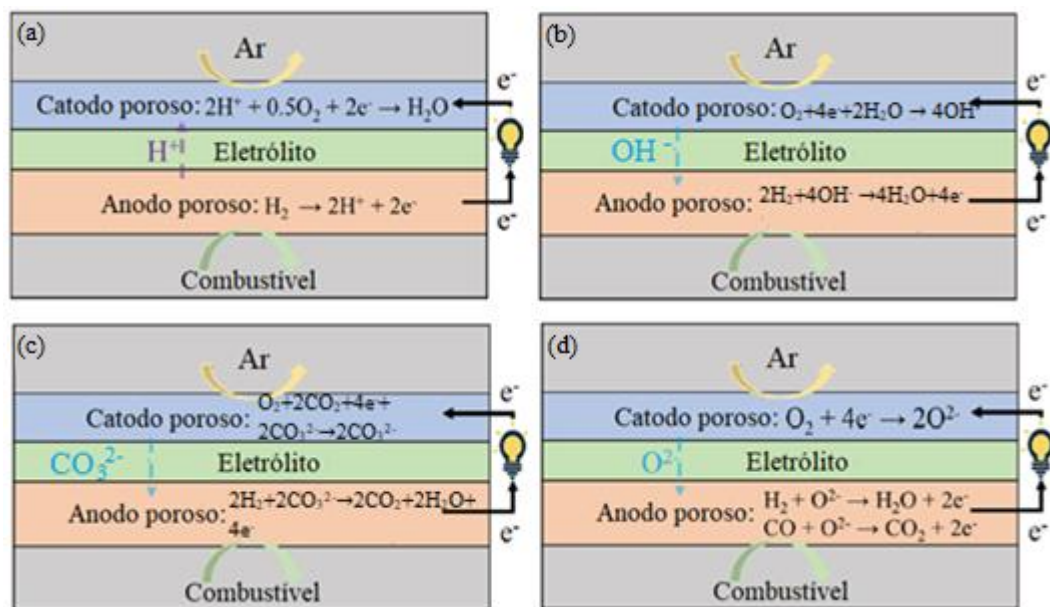 (a)
Ar
e⁻
Catodo poroso: 2H⁺ + 0.5O₂ + 2e⁻ → H₂O
H⁺
Eletrólito
Anodo poroso: H₂ → 2H⁺ + 2e⁻
e⁻
Combustível
(b)
Ar
e⁻
Catodo poroso: O₂+4e⁻+2H₂O → 4OH⁻
OH⁻
Eletrólito
Anodo poroso: 2H₂+4OH⁻ →4H₂O+4e⁻
e⁻
Combustível
(c)
Ar
e⁻
Catodo poroso: O₂+2CO₂+4e⁻+
2CO₃²⁻→2CO₃²⁻
CO₃²⁻
Eletrólito
Anodo poroso: 2H₂+2CO₃²⁻→2CO₂+2H₂O+
4e⁻
e⁻
Combustível
(d)
Ar
e⁻
Catodo poroso: O₂ + 4e⁻ → 2O²⁻
O²⁻
Eletrólito
Anodo poroso: H₂ + O²⁻ → H₂O + 2e⁻
CO + O²⁻ → CO₂ + 2e⁻
e⁻
Combustível